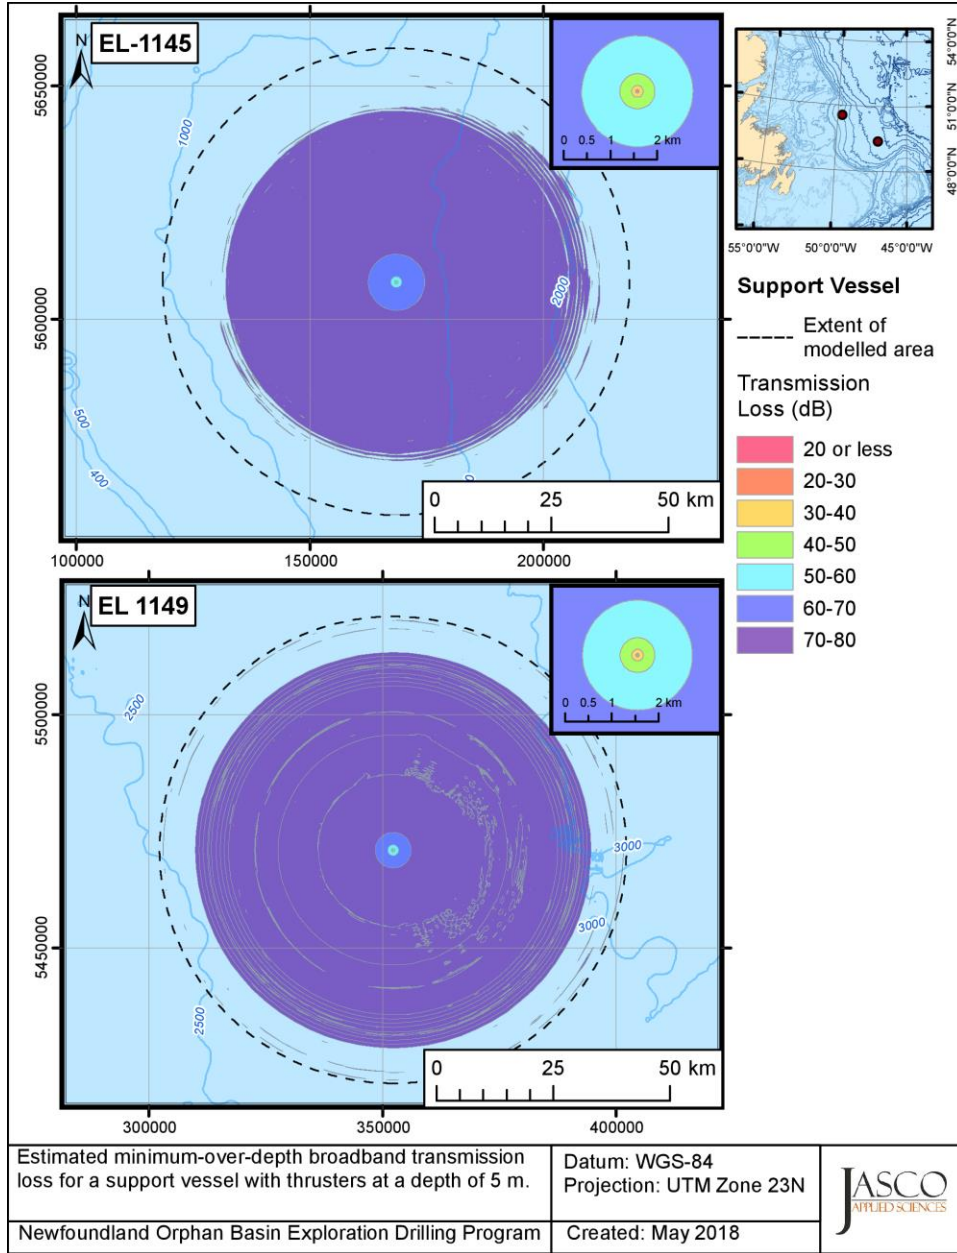 EL-1145
N
1000
2000
500
400
0 0.5 1 2 km
0 25 50 km
5650000
5600000
100000 150000 200000
54°0'0"N
51°0'0"N
48°0'0"N
55°0'0"W 50°0'0"W 45°0'0"W
Support Vessel
Extent of
modelled area
Transmission
Loss (dB)
20 or less
20-30
30-40
40-50
50-60
60-70
70-80
EL 1149
N
2500
2500
3000
3000
0 0.5 1 2 km
0 25 50 km
5500000
5450000
300000 350000 400000
Estimated minimum-over-depth broadband transmission
loss for a support vessel with thrusters at a depth of 5 m.
Newfoundland Orphan Basin Exploration Drilling Program
Datum: WGS-84
Projection: UTM Zone 23N
Created: May 2018
JASCO
APPLIED SCIENCES